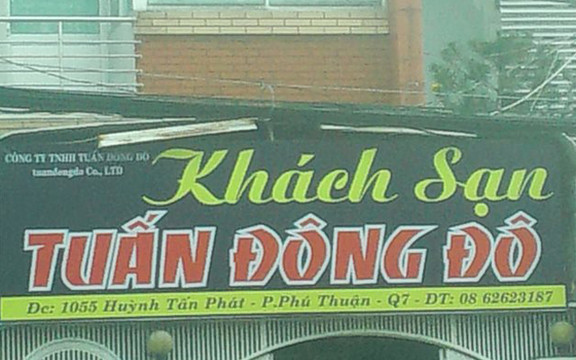 CÔNG TY TNHH TUẤN ĐÔNG ĐÔ
tuandongdo Co., LTD
Khách Sạn
TUẤN ĐÔNG ĐÔ
Đc: 1055 Huỳnh Tấn Phát - P.Phú Thuận - Q7 - ĐT: 08 62623187